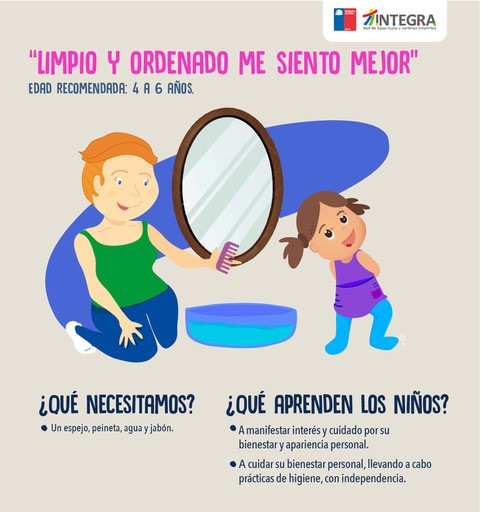 INTEGRA
"LIMPIO Y ORDENADO ME SIENTO MEJOR"
EDAD RECOMENDADA: 4 A 6 AÑOS.
¿QUÉ NECESITAMOS?
Un espejo, peineta, agua y jabón.
¿QUÉ APRENDEN LOS NIÑOS?
A manifestar interés y cuidado por su
bienestar y apariencia personal.
A cuidar su bienestar personal, llevando a cabo
prácticas de higiene, con independencia.